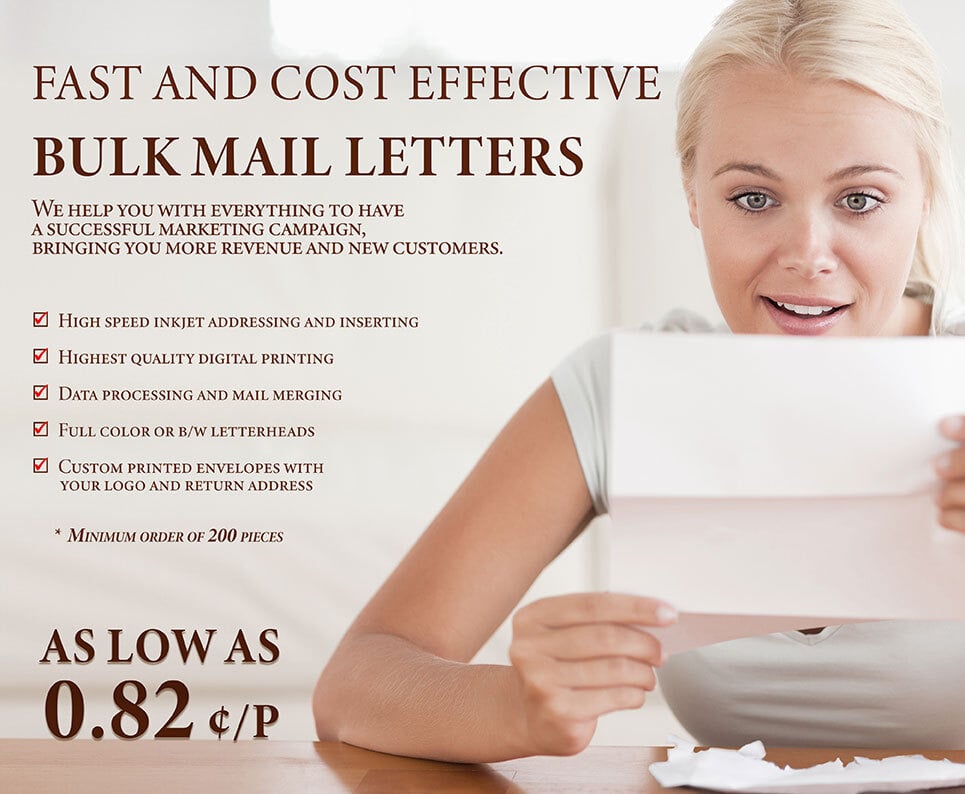 FAST AND COST EFFECTIVE
BULK MAIL LETTERS
WE HELP YOU WITH EVERYTHING TO HAVE
A SUCCESSFUL MARKETING CAMPAIGN,
BRINGING YOU MORE REVENUE AND NEW CUSTOMERS.
HIGH SPEED INKJET ADDRESSING AND INSERTING
HIGHEST QUALITY DIGITAL PRINTING
DATA PROCESSING AND MAIL MERGING
FULL COLOR OR B/W LETTERHEADS
CUSTOM PRINTED ENVELOPES WITH
YOUR LOGO AND RETURN ADDRESS
* MINIMUM ORDER OF 200 PIECES
AS LOW AS
0.82 ¢/P